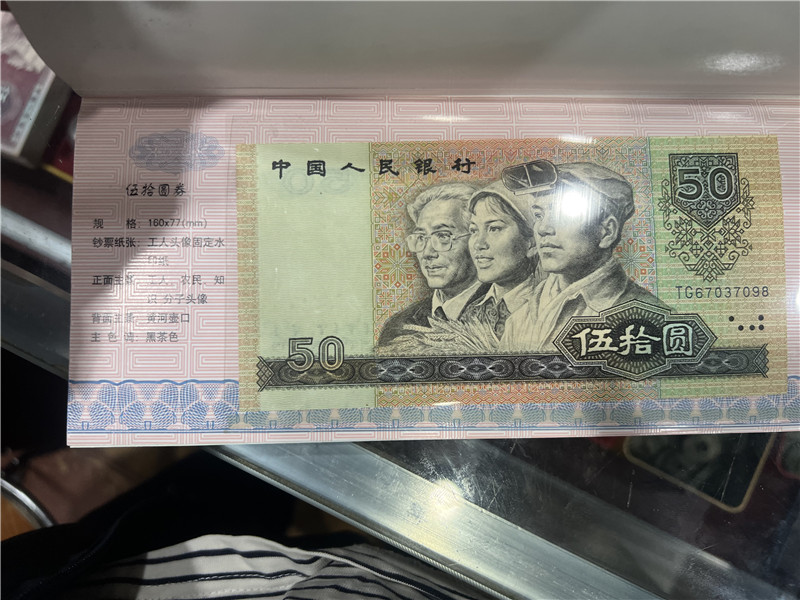 中国人民银行
50
伍拾圆券
规 格：160x77(mm)
钞票纸张：工人头像固定水
印纸
正面主景：工人、农民、知
识 分子头像
背面主景：黄河壶口
主 色 调：黑茶色
TG67037098
50
伍拾圆